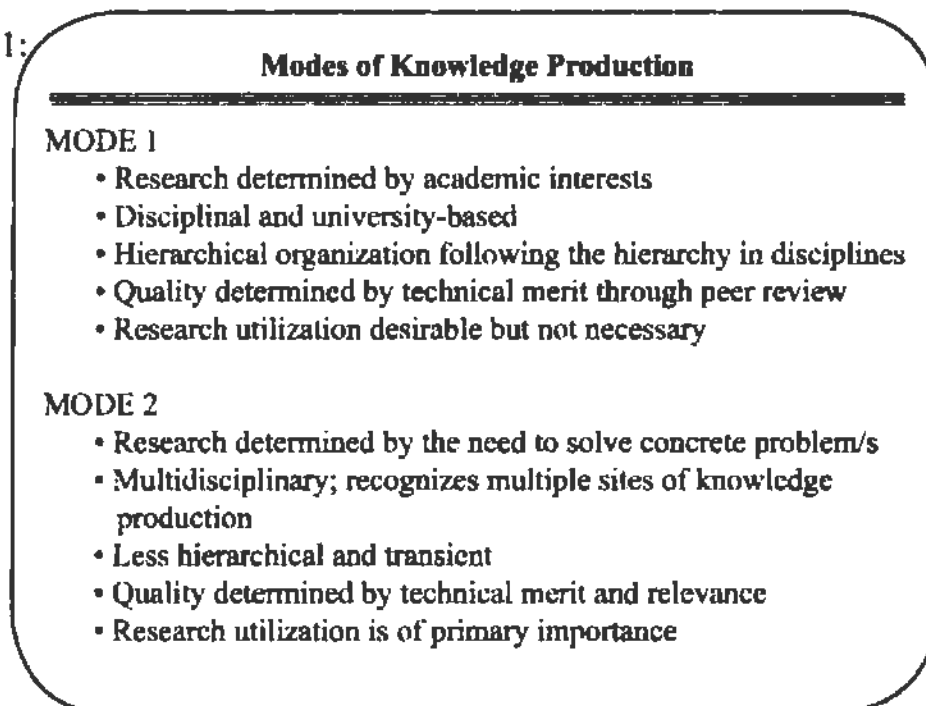 1:
Modes of Knowledge Production
MODE 1
• Research determined by academic interests
• Disciplinal and university-based
• Hierarchical organization following the hierarchy in disciplines
• Quality determined by technical merit through peer review
• Research utilization desirable but not necessary
MODE 2
• Research determined by the need to solve concrete problem/s
• Multidisciplinary; recognizes multiple sites of knowledge
production
• Less hierarchical and transient
• Quality determined by technical merit and relevance
• Research utilization is of primary importance